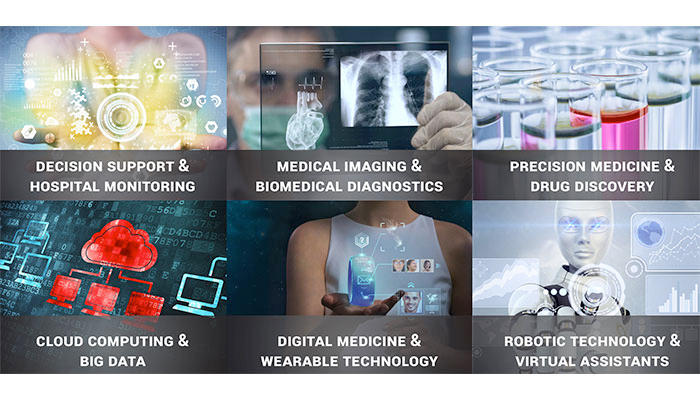 DECISION SUPPORT &
HOSPITAL MONITORING
MEDICAL IMAGING &
BIOMEDICAL DIAGNOSTICS
PRECISION MEDICINE &
DRUG DISCOVERY
CLOUD COMPUTING &
BIG DATA
DIGITAL MEDICINE &
WEARABLE TECHNOLOGY
ROBOTIC TECHNOLOGY &
VIRTUAL ASSISTANTS